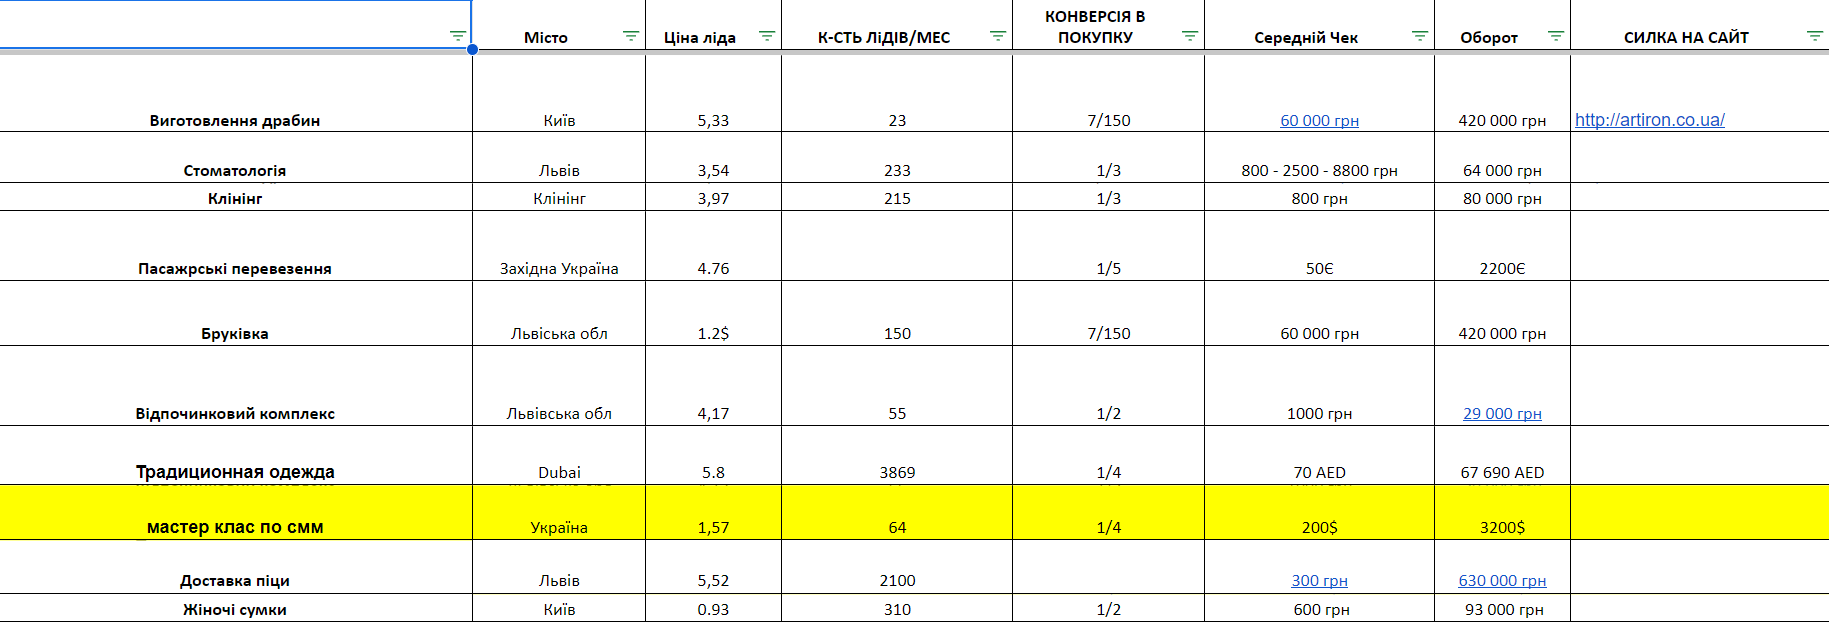 Місто Ціна ліда К-СТЬ ЛіДІВ/МЕС КОНВЕРСІЯ В ПОКУПКУ Середній Чек Оборот СИЛКА НА САЙТ
Виготовлення драбин Київ 5,33 23 7/150 60 000 грн 420 000 грн http://artiron.co.ua/
Стоматологія Львів 3,54 233 1/3 800 - 2500 - 8800 грн 64 000 грн
Клінінг Клінінг 3,97 215 1/3 800 грн 80 000 грн
Пасажрські перевезення Західна Україна 4.76 1/5 50Є 2200Є
Бруківка Львіська обл 1.2$ 150 7/150 60 000 грн 420 000 грн
Відпочинковий комплекс Львівська обл 4,17 55 1/2 1000 грн 29 000 грн
Традиционная одежда Dubai 5.8 3869 1/4 70 AED 67 690 AED
мастер клас по смм Україна 1,57 64 1/4 200$ 3200$
Доставка піци Львів 5,52 2100 300 грн 630 000 грн
Жіночі сумки Київ 0.93 310 1/2 600 грн 93 000 грн